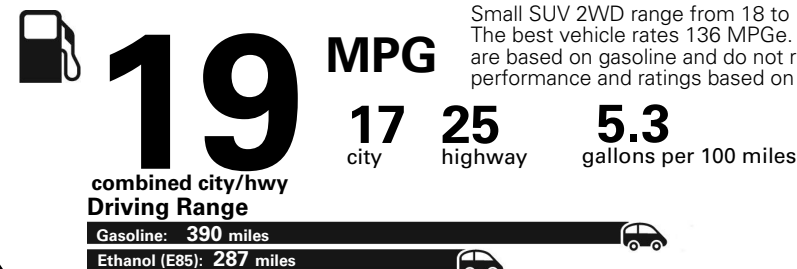 Small SUV 2WD range from 18 to
The best vehicle rates 136 MPGe.
are based on gasoline and do not
performance and ratings based on
19 MPG
17 25 5.3
city highway gallons per 100 miles
combined city/hwy
Driving Range
Gasoline: 390 miles
Ethanol (E85): 287 miles